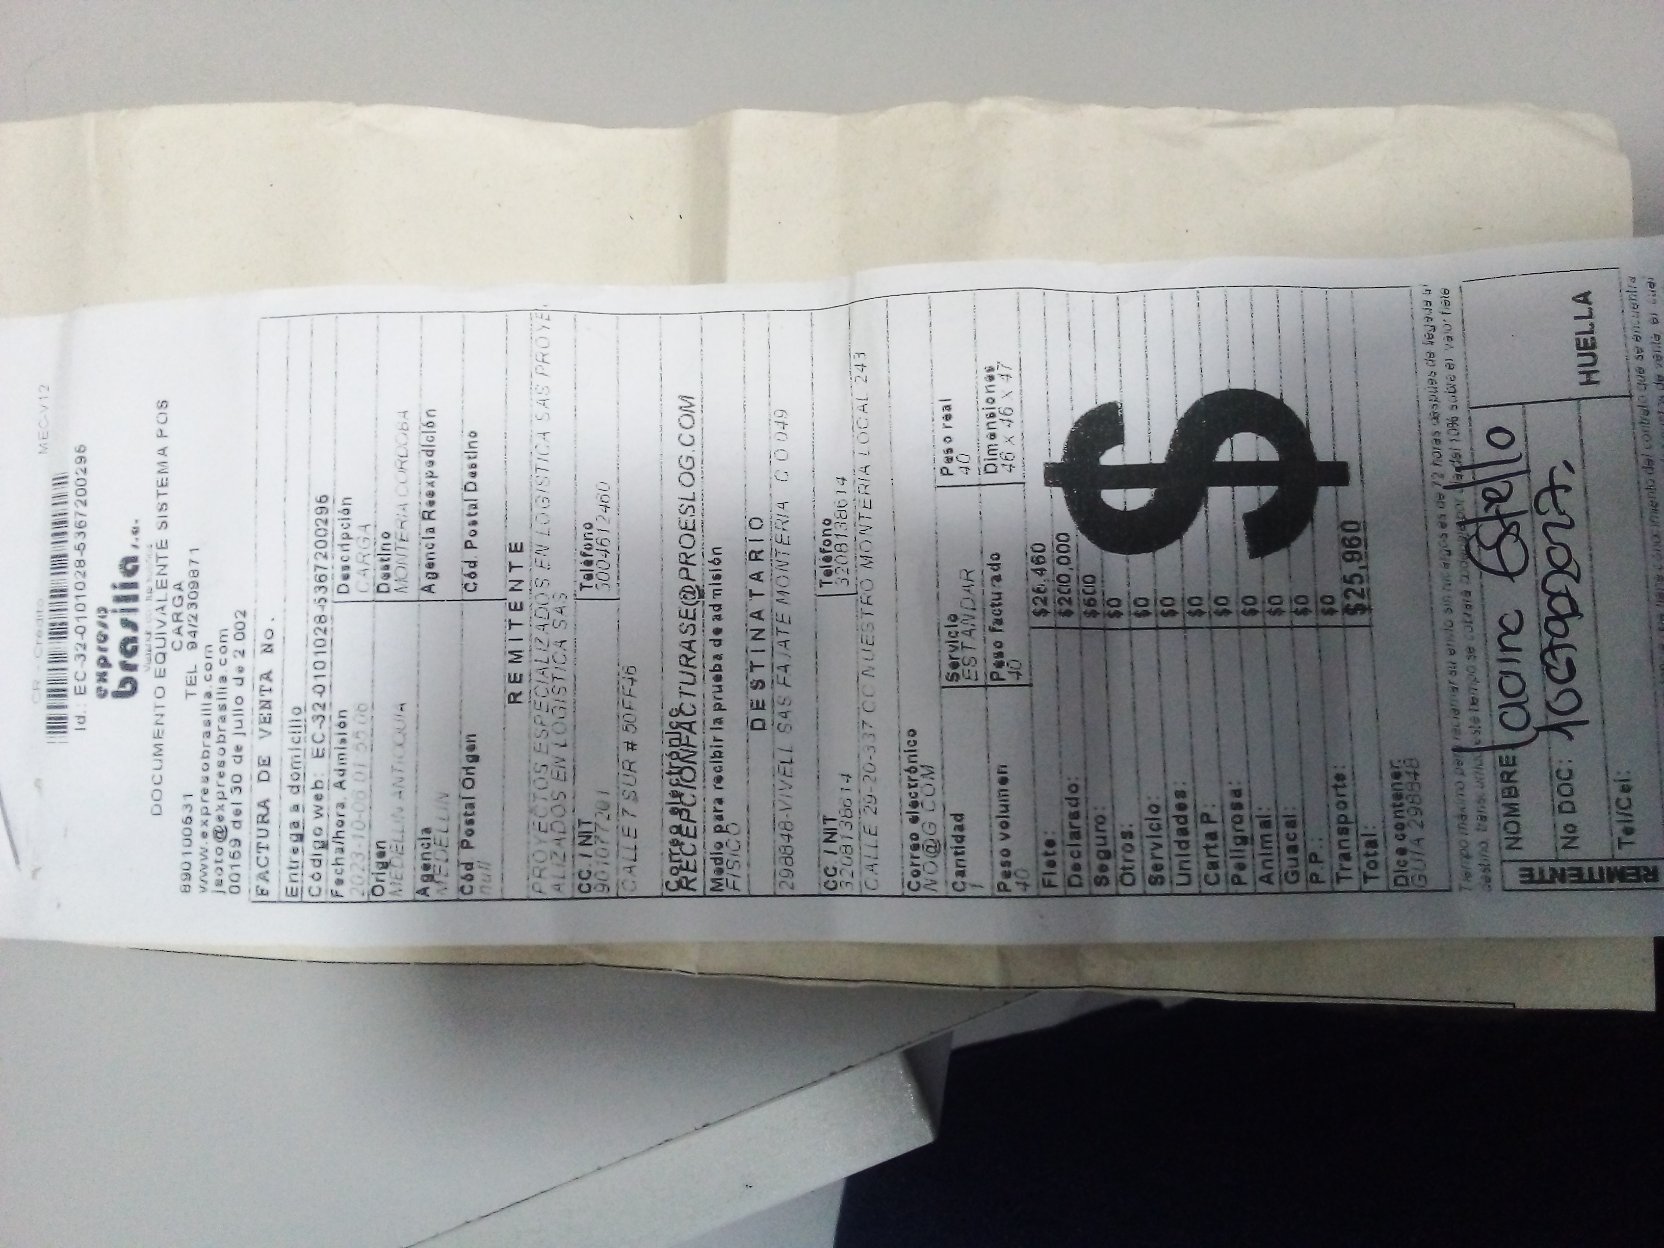 CR - Credito MEC-V12
Id.: EC-32-0101028-5367200296
expreso
brasilia s.a.
DOCUMENTO EQUIVALENTE SISTEMA POS
CARGA
890100531 TEL 94/2309871
www.expresobrasilia.com
jsoto@expresobrasilia.com
00169 del 30 de julio de 2 002
FACTURA DE VENTA No.
Entrega a domicilio
Código web: EC-32-0101028-5367200296
Fecha/hora Admisión Descripción
CARGA
Origen Destino
MEDELLIN ANTIOQUIA MONTERIA CORDOBA
Agencia Agencia Reexpedición
MEDELLIN
Cód Postal Origen Cód. Postal Destino
null
REMITENTE
PROYECTOS ESPECIALIZADOS EN LOGISTICA SAS PROYE
ALIZADOS EN LOGISTICA SAS
CC. / NIT Teléfono
901077201 3004612460
CALLE 7 SUR # 50FF46
Correo electrónico
RECEPCIONFACTURASE@PROESLOG.COM
Medio para recibir la prueba de admisión
FISICO
DESTINATARIO
298848-VIVELL SAS FAJATE MONTERIA C O 049
CC. / NIT Teléfono
3208138614 3208138614
CALLE 29-20-337 CC NUESTRO MONTERIA LOCAL 243
Correo electrónico
NO@G.COM
Cantidad Servicio Peso real
1 ESTANDAR 40
Peso volumen Peso facturado Dimensiones
40 40 46 x 46 x 47
Flete: $26.460
Declarado: $200,000
Seguro: $600
Otros: $0
Servicio: $0
Unidades: $0
Carta P: $0
Peligrosa: $0
Animal: $0
Guacal: $0
P.P.: $0
Transporte: $0
Total: $25,960
$
Dice contener:
GUIA 298848
REMITENTE
NOMBRE
No DOC:
Tel/Cel:
HUELLA